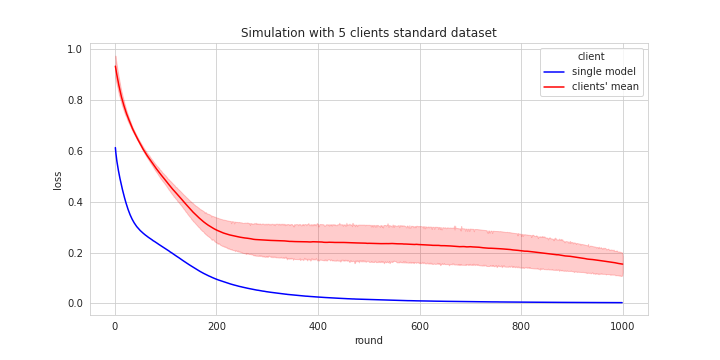 Simulation with 5 clients standard dataset
client
single model
clients' mean
loss
1.0
0.8
0.6
0.4
0.2
0.0
0
200
400
600
800
1000
round